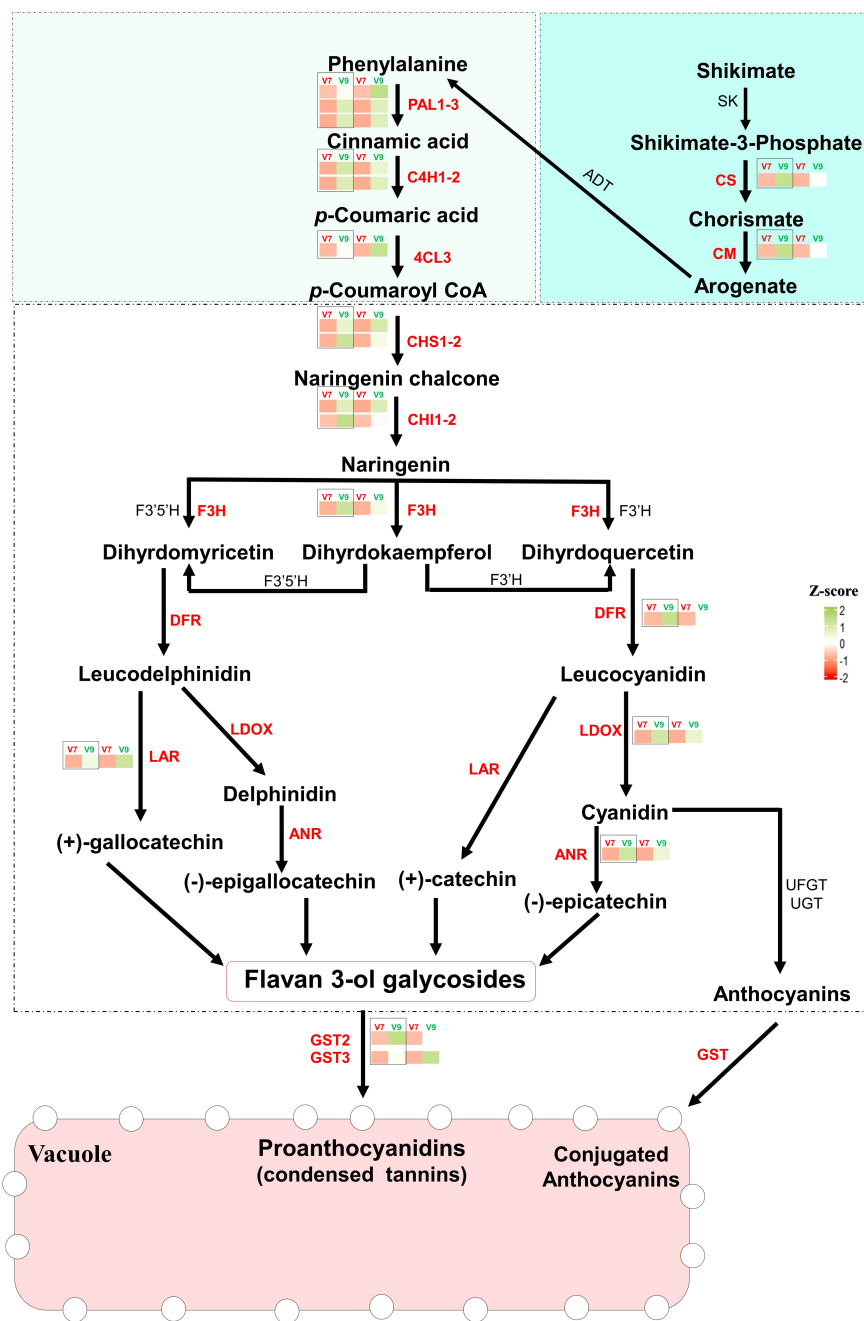 Phenylalanine
V7 V9 V7 V9
PAL1-3
Cinnamic acid
V7 V9 V7 V9
C4H1-2
p-Coumaric acid
V7 V9 V7 V9
4CL3
p-Coumaroyl CoA
Shikimate
SK
Shikimate-3-Phosphate
CS
V7 V9 V7 V9
Chorismate
CM
V7 V9 V7 V9
Arogenate
ADT
V7 V9 V7 V9
CHS1-2
Naringenin chalcone
V7 V9 V7 V9
CHI1-2
Naringenin
F3'5'H F3H
V7 V9 V7 V9
F3H
F3H F3'H
Dihyrdomyricetin
Dihyrdokaempferol
Dihyrdoquercetin
F3'5'H
F3'H
DFR
DFR
V7 V9 V7 V9
Z-score
2
1
0
-1
-2
Leucodelphinidin
Leucocyanidin
V7 V9 V7 V9
LAR
LDOX
LAR
LDOX
V7 V9 V7 V9
Delphinidin
Cyanidin
(+)-gallocatechin
ANR
ANR
V7 V9 V7 V9
(-)-epigallocatechin
(+)-catechin
(-)-epicatechin
UFGT
UGT
Flavan 3-ol galycosides
Anthocyanins
GST2
GST3
V7 V9 V7 V9
GST
Vacuole
Proanthocyanidins
(condensed tannins)
Conjugated
Anthocyanins